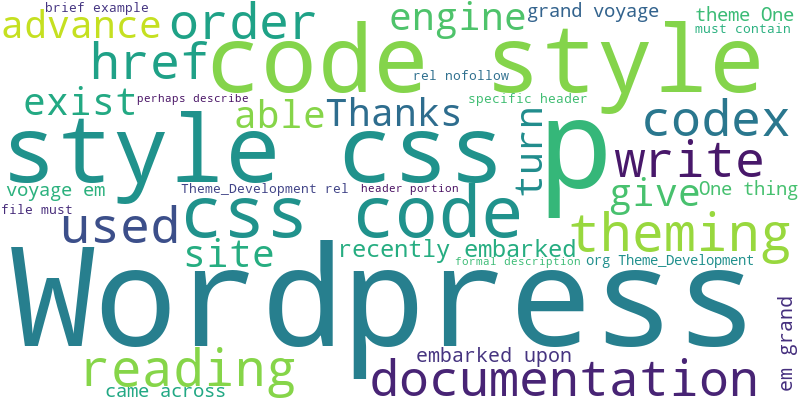 brief example
advance
order
engine
grand voyage
theme One
must contain
href
code style
rel nofollow
exist
perhaps describe
able
Thanks
specific header
codex
style css
p
turn
write
voyage em
Theme_Development rel
header portion
give
One thing
file must
used
css code
theming
site
recently embarked
formal description
org Theme_Development
Wordpress
em grand
reading
embarked upon
documentation
came across